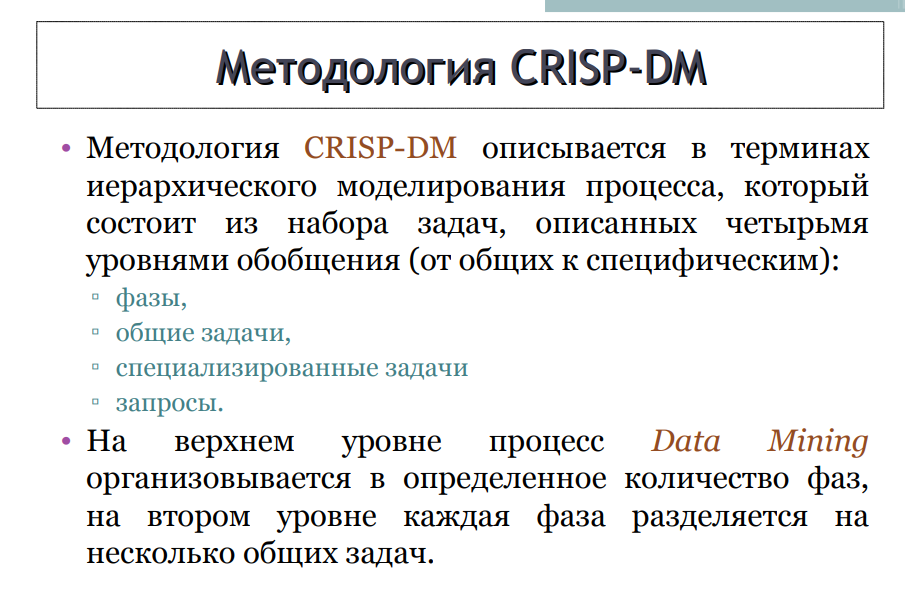 Методология CRISP-DM
• Методология CRISP-DM описывается в терминах
иерархического моделирования процесса, который
состоит из набора задач, описанных четырьмя
уровнями обобщения (от общих к специфическим):
▫ фазы,
▫ общие задачи,
▫ специализированные задачи
▫ запросы.
• На верхнем уровне процесс Data Mining
организовывается в определенное количество фаз,
на втором уровне каждая фаза разделяется на
несколько общих задач.